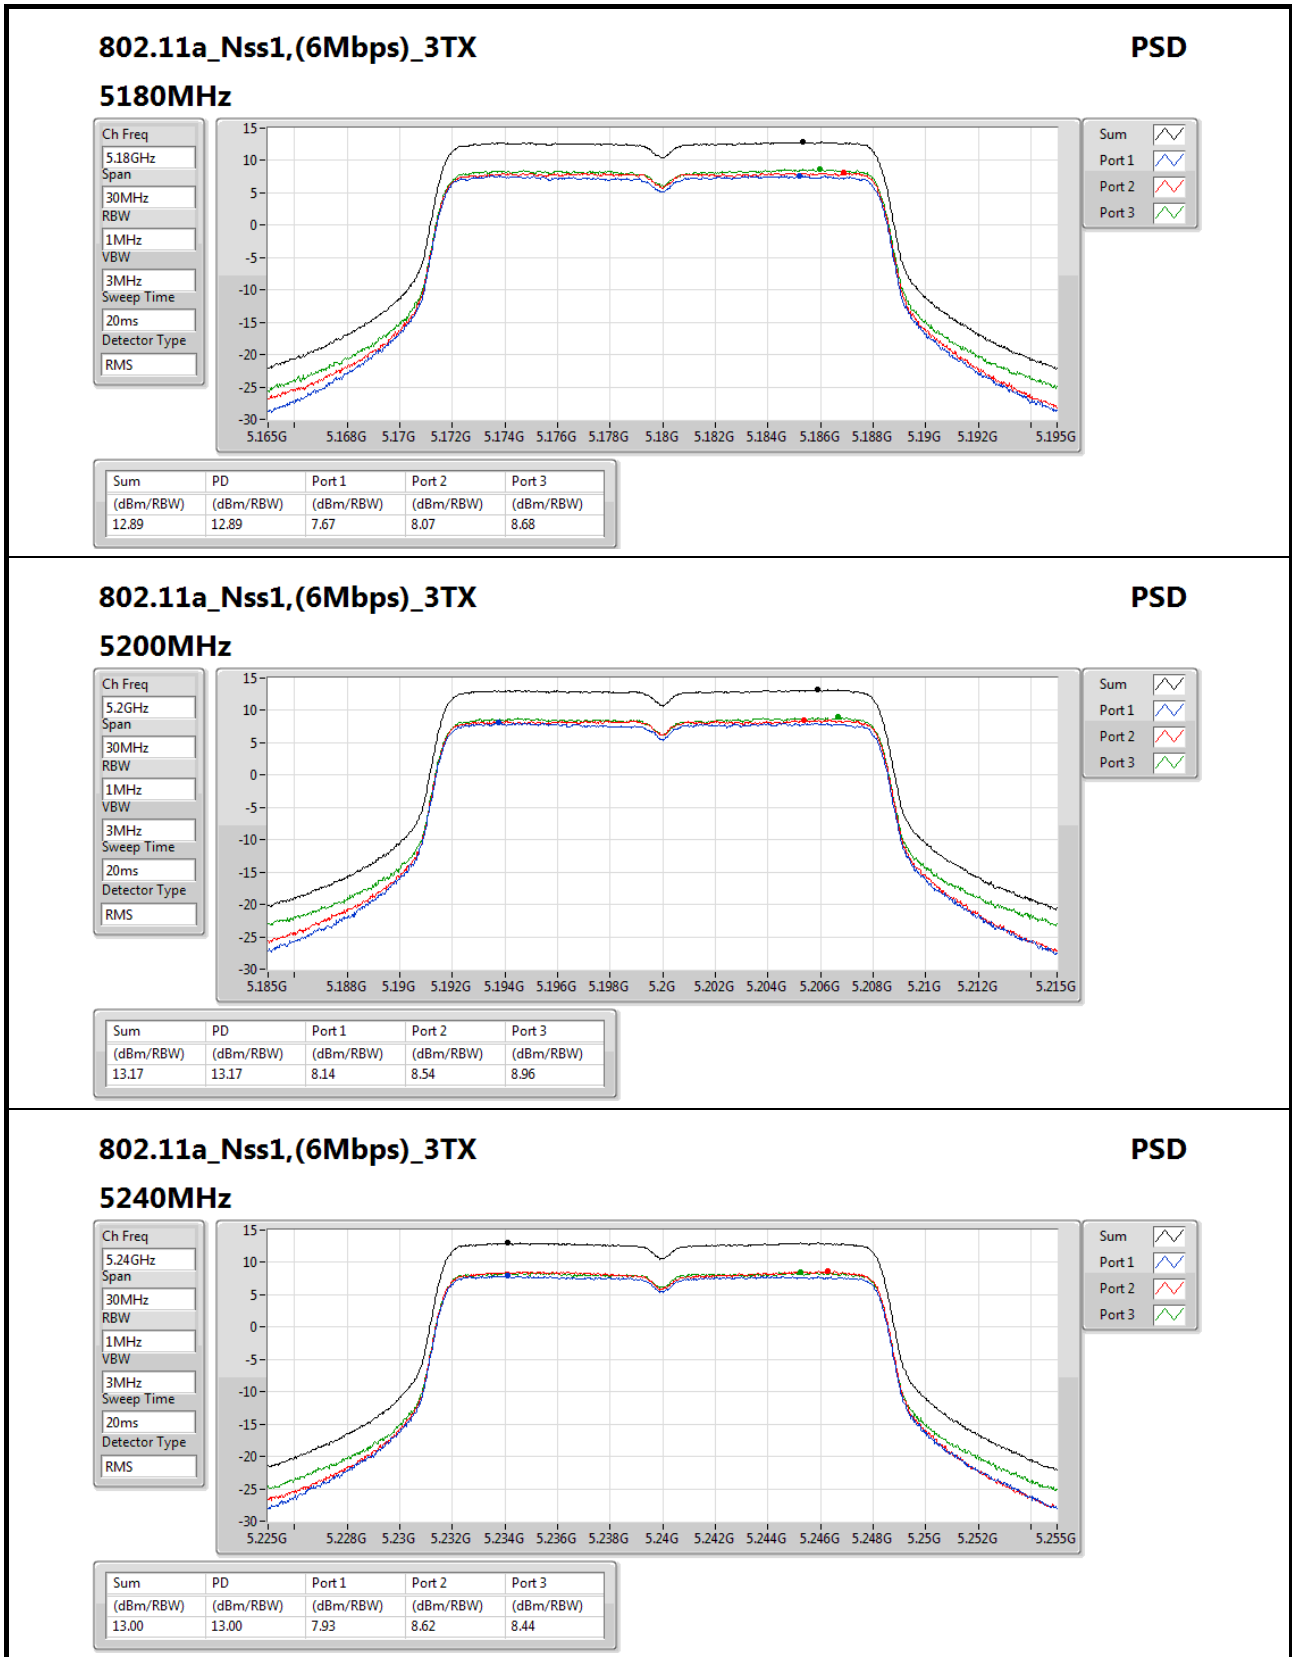 802.11a_Nss1,(6Mbps)_3TX PSD
5180MHz
Ch Freq
5.18GHz
Span
30MHz
RBW
1MHz
VBW
3MHz
Sweep Time
20ms
Detector Type
RMS
15
10
5
0
-5
-10
-15
-20
-25
-30
5.165G 5.168G 5.17G 5.172G 5.174G 5.176G 5.178G 5.18G 5.182G 5.184G 5.186G 5.188G 5.19G 5.192G 5.195G
Sum
Port 1
Port 2
Port 3
Sum PD Port 1 Port 2 Port 3
(dBm/RBW) (dBm/RBW) (dBm/RBW) (dBm/RBW) (dBm/RBW)
12.89 12.89 7.67 8.07 8.68
802.11a_Nss1,(6Mbps)_3TX PSD
5200MHz
Ch Freq
5.2GHz
Span
30MHz
RBW
1MHz
VBW
3MHz
Sweep Time
20ms
Detector Type
RMS
15
10
5
0
-5
-10
-15
-20
-25
-30
5.185G 5.188G 5.19G 5.192G 5.194G 5.196G 5.198G 5.2G 5.202G 5.204G 5.206G 5.208G 5.21G 5.212G 5.215G
Sum
Port 1
Port 2
Port 3
Sum PD Port 1 Port 2 Port 3
(dBm/RBW) (dBm/RBW) (dBm/RBW) (dBm/RBW) (dBm/RBW)
13.17 13.17 8.14 8.54 8.96
802.11a_Nss1,(6Mbps)_3TX PSD
5240MHz
Ch Freq
5.24GHz
Span
30MHz
RBW
1MHz
VBW
3MHz
Sweep Time
20ms
Detector Type
RMS
15
10
5
0
-5
-10
-15
-20
-25
-30
5.225G 5.228G 5.23G 5.232G 5.234G 5.236G 5.238G 5.24G 5.242G 5.244G 5.246G 5.248G 5.25G 5.252G 5.255G
Sum
Port 1
Port 2
Port 3
Sum PD Port 1 Port 2 Port 3
(dBm/RBW) (dBm/RBW) (dBm/RBW) (dBm/RBW) (dBm/RBW)
13.00 13.00 7.93 8.62 8.44